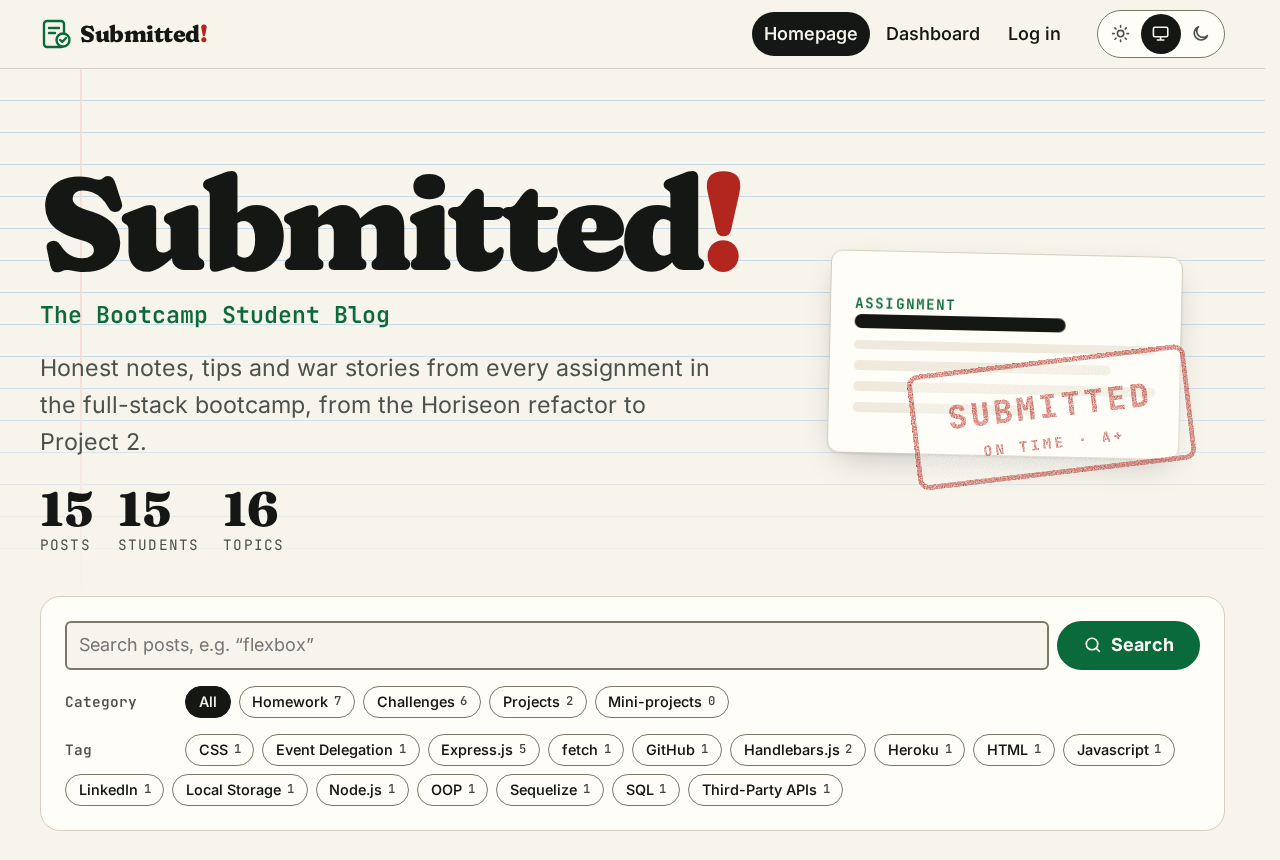 Submitted!
Homepage Dashboard Log in
Submitted!
The Bootcamp Student Blog
Honest notes, tips and war stories from every assignment in
the full-stack bootcamp, from the Horiseon refactor to
Project 2.
15 15 16
POSTS STUDENTS TOPICS
ASSIGNMENT
SUBMITTED
ON TIME · A+
Search posts, e.g. “flexbox” Search
Category All Homework 7 Challenges 6 Projects 2 Mini-projects 0
Tag CSS 1 Event Delegation 1 Express.js 5 fetch 1 GitHub 1 Handlebars.js 2 Heroku 1 HTML 1 Javascript 1
LinkedIn 1 Local Storage 1 Node.js 1 OOP 1 Sequelize 1 SQL 1 Third-Party APIs 1